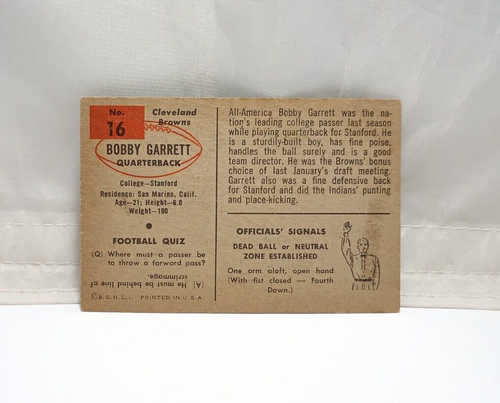 No.
16
Cleveland
Browns
BOBBY GARRETT
QUARTERBACK
College—Stanford
Residence: San Marino, Calif.
Age—21; Height—6.0
Weight—190
FOOTBALL QUIZ
(Q) Where must a passer be
to throw a forward pass?
(A) He must be behind line of
scrimmage.
© B.G.H.L.I. PRINTED IN U.S.A
All-America Bobby Garrett was the na-
tion's leading college passer last season
while playing quarterback for Stanford. He
is a sturdily-built boy, has fine poise,
handles the ball surely and is a good
team director. He was the Browns' bonus
choice of last January's draft meeting.
Garrett also was a fine defensive back
for Stanford and did the Indians' punting
and place-kicking.
OFFICIALS' SIGNALS
DEAD BALL or NEUTRAL
ZONE ESTABLISHED
One arm aloft, open hand
(With fist closed — Fourth
Down.)